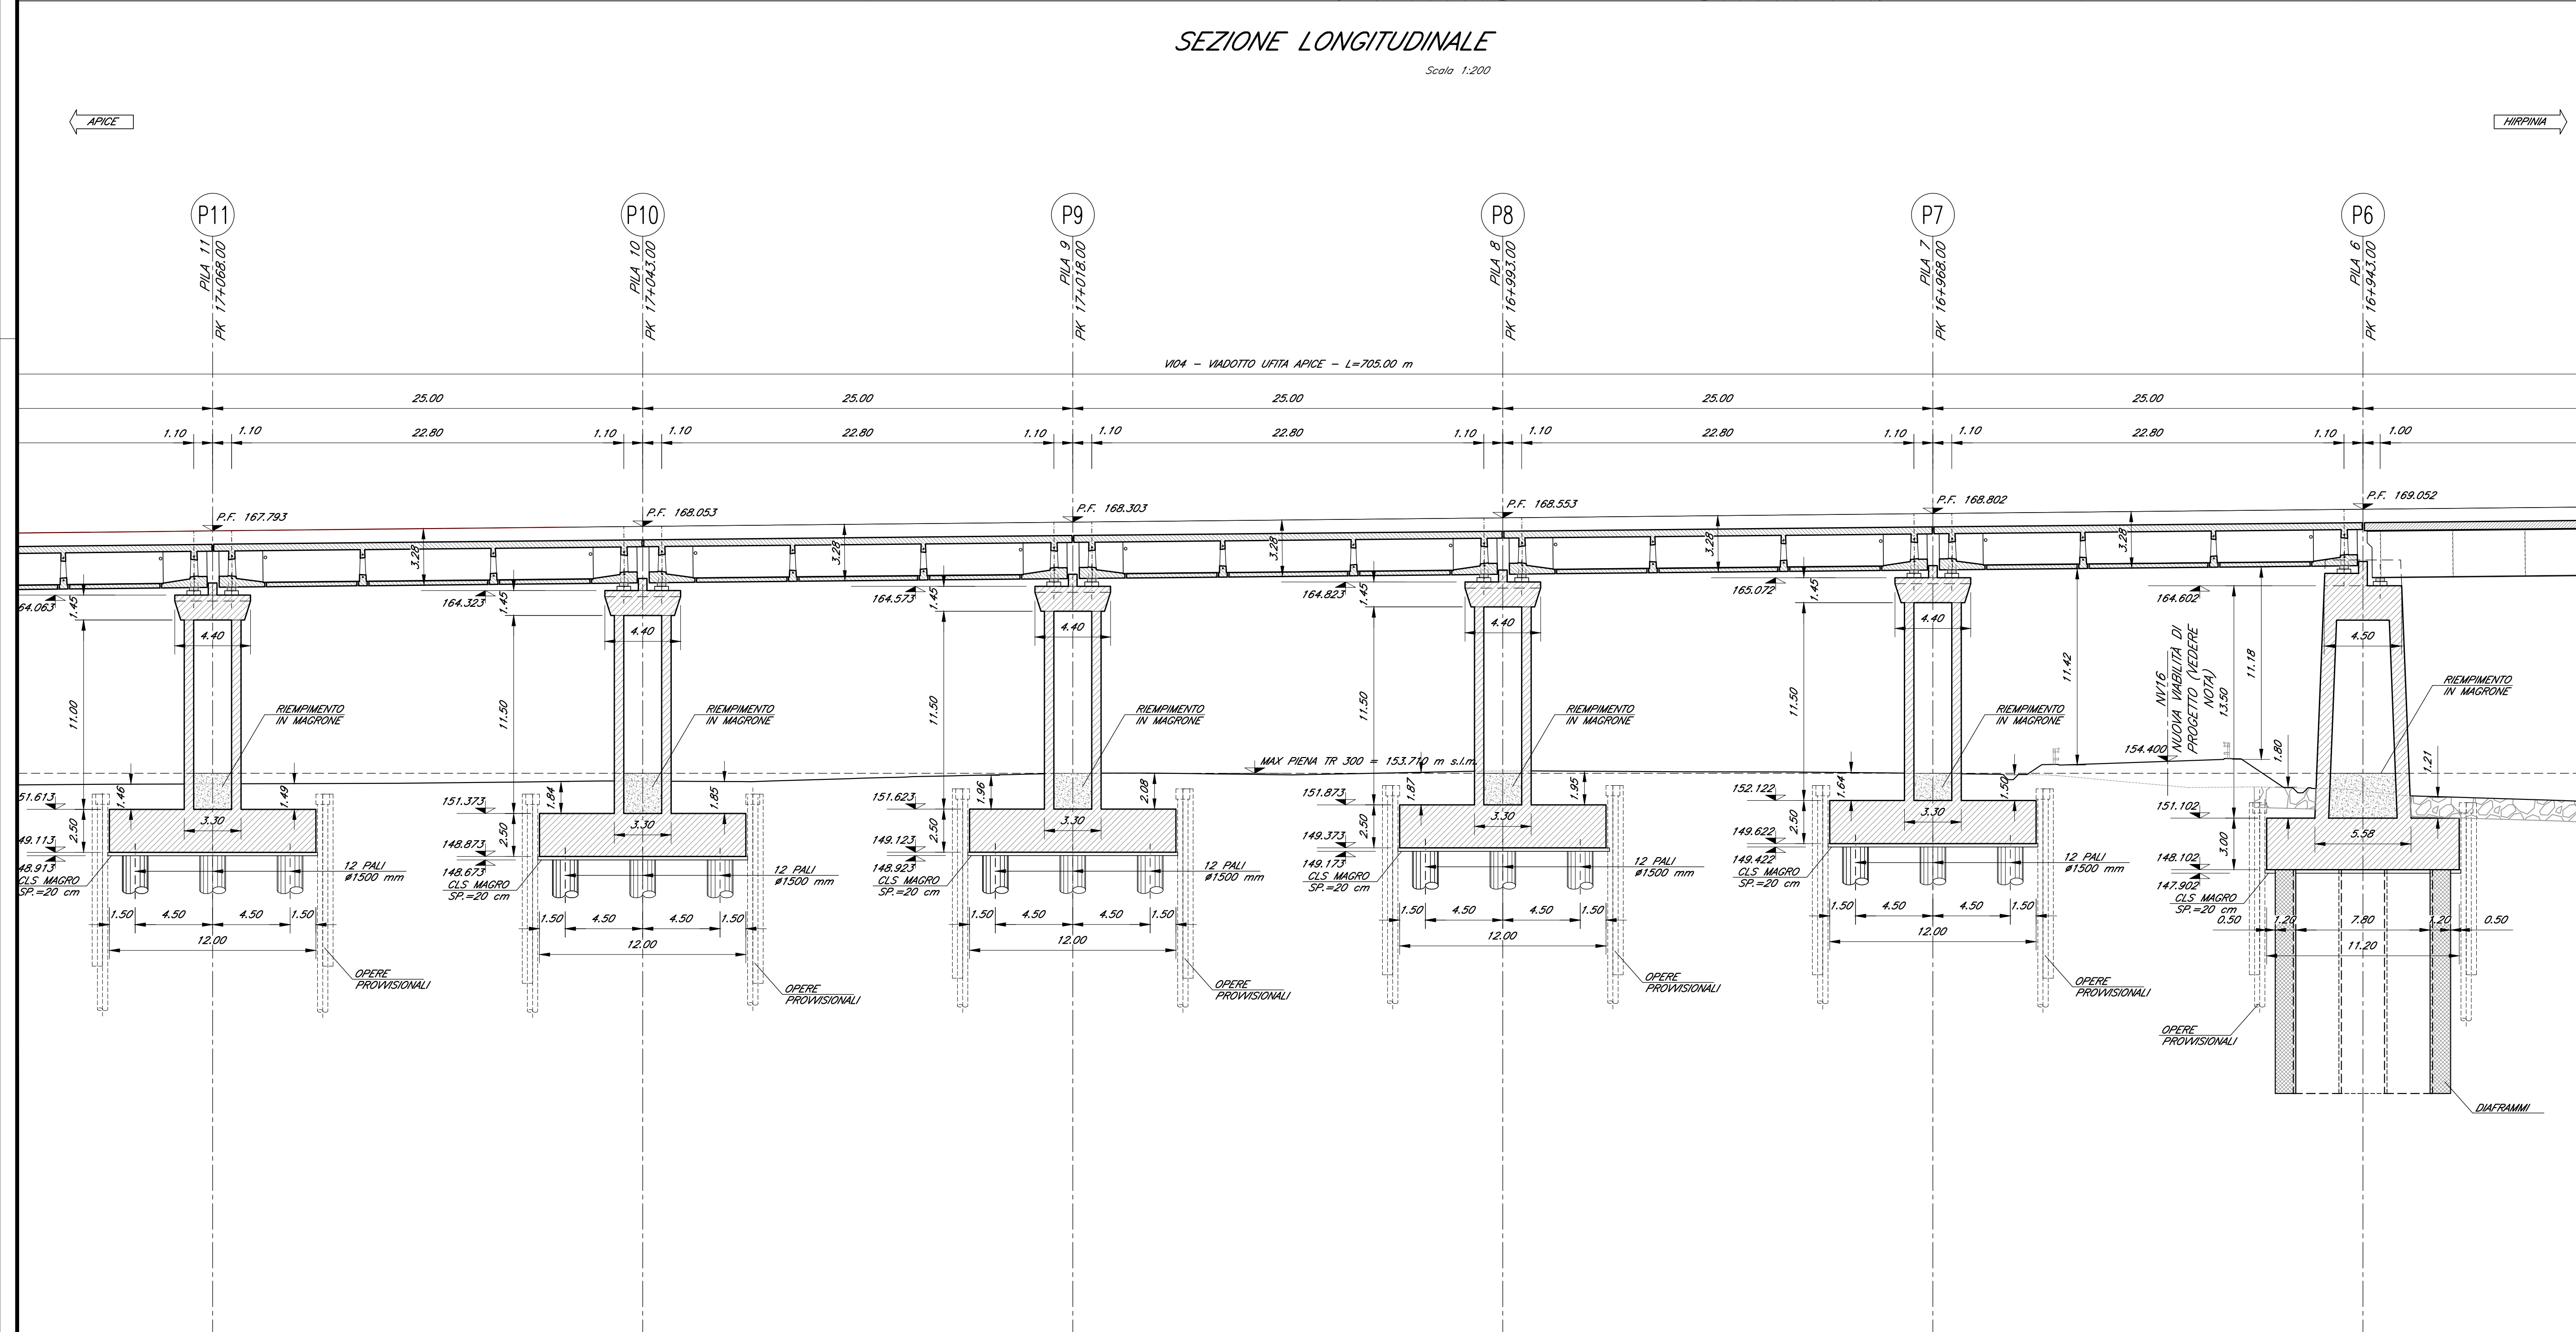 SEZIONE LONGITUDINALE
Scala 1:200
APICE
HIRPINIA
P11
P10
P9
P8
P7
P6
PILA 11
PK 17+068.00
PILA 10
PK 17+043.00
PILA 9
PK 17+018.00
PILA 8
PK 16+993.00
PILA 7
PK 16+968.00
PILA 6
PK 16+943.00
VI04 - VIADOTTO UFITA APICE - L=705.00 m
25.00
25.00
25.00
25.00
25.00
1.10
1.10
22.80
1.10
1.10
22.80
1.10
1.10
22.80
1.10
1.10
22.80
1.10
1.10
22.80
1.10
1.00
P.F. 167.793
P.F. 168.053
P.F. 168.303
P.F. 168.553
P.F. 168.802
P.F. 169.052
3.28
3.28
3.28
3.28
3.28
64.063
1.45
4.40
11.00
RIEMPIMENTO
IN MAGRONE
51.613
1.46
1.49
3.30
2.50
49.113
48.913
CLS MAGRO
SP.=20 cm
12 PALI
ø1500 mm
1.50
4.50
4.50
1.50
12.00
OPERE
PROVVISIONALI
164.323
1.45
4.40
11.50
RIEMPIMENTO
IN MAGRONE
151.373
1.84
1.85
3.30
2.50
148.873
148.673
CLS MAGRO
SP.=20 cm
12 PALI
ø1500 mm
1.50
4.50
4.50
1.50
12.00
OPERE
PROVVISIONALI
164.573
1.45
4.40
11.50
RIEMPIMENTO
IN MAGRONE
151.623
1.96
2.08
3.30
2.50
149.123
148.923
CLS MAGRO
SP.=20 cm
12 PALI
ø1500 mm
1.50
4.50
4.50
1.50
12.00
OPERE
PROVVISIONALI
MAX PIENA TR 300 = 153.710 m s.l.m.
164.823
1.45
4.40
11.50
RIEMPIMENTO
IN MAGRONE
151.873
1.87
1.95
3.30
2.50
149.373
149.173
CLS MAGRO
SP.=20 cm
12 PALI
ø1500 mm
1.50
4.50
4.50
1.50
12.00
OPERE
PROVVISIONALI
165.072
1.45
4.40
11.50
RIEMPIMENTO
IN MAGRONE
152.122
1.64
1.50
3.30
2.50
149.622
149.422
CLS MAGRO
SP.=20 cm
12 PALI
ø1500 mm
1.50
4.50
4.50
1.50
12.00
OPERE
PROVVISIONALI
11.42
154.400
NV16
NUOVA VIABILITÀ DI
PROGETTO (VEDERE
NOTA)
164.602
13.50
11.18
4.50
RIEMPIMENTO
IN MAGRONE
1.80
1.21
151.102
5.58
3.00
148.102
147.902
CLS MAGRO
SP.=20 cm
0.50
1.20
7.80
1.20
0.50
11.20
OPERE
PROVVISIONALI
DIAFRAMMI